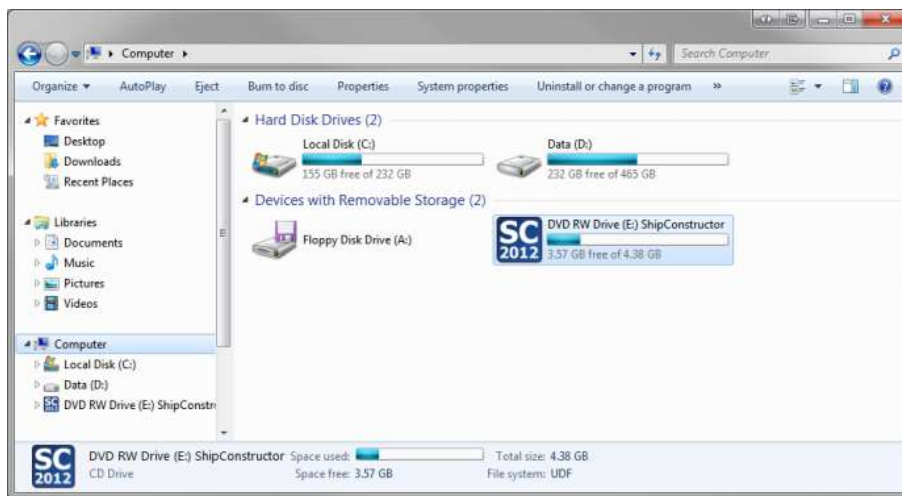 Computer
Search Computer
Organize AutoPlay Eject Burn to disc Properties System properties Uninstall or change a program »
Favorites
Desktop
Downloads
Recent Places
Libraries
Documents
Music
Pictures
Videos
Computer
Local Disk (C:)
Data (D:)
DVD RW Drive (E:) ShipConstr
Hard Disk Drives (2)
Local Disk (C:)
155 GB free of 232 GB
Data (D:)
232 GB free of 465 GB
Devices with Removable Storage (2)
Floppy Disk Drive (A:)
SC
2012
DVD RW Drive (E:) ShipConstructor
3.57 GB free of 4.38 GB
SC
2012
DVD RW Drive (E:) ShipConstructor Space used: Total size: 4.38 GB
CD Drive Space free: 3.57 GB File system: UDF